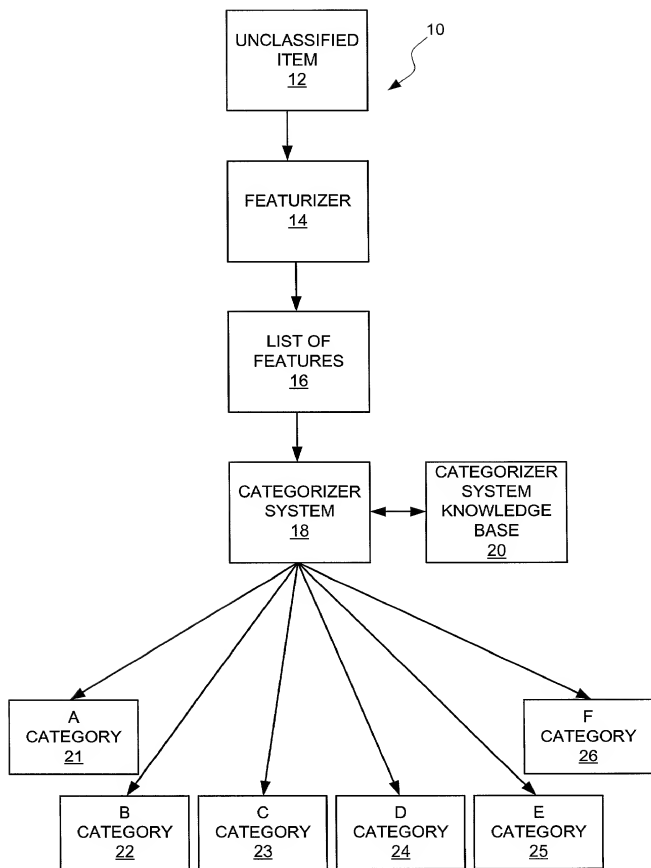 UNCLASSIFIED
ITEM
12
10
FEATURIZER
14
LIST OF
FEATURES
16
CATEGORIZER
SYSTEM
18
CATEGORIZER
SYSTEM
KNOWLEDGE
BASE
20
A
CATEGORY
21
F
CATEGORY
26
B
CATEGORY
22
C
CATEGORY
23
D
CATEGORY
24
E
CATEGORY
25